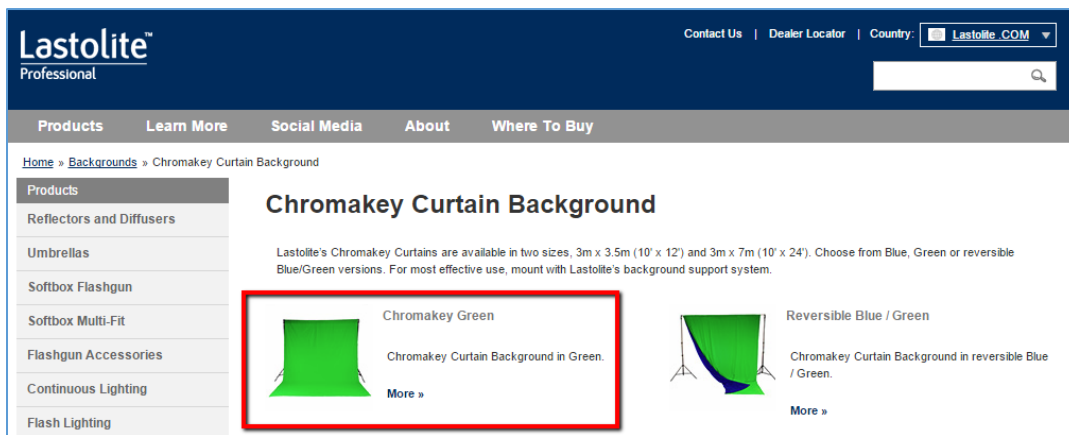 Lastolite™
Professional
Contact Us | Dealer Locator | Country: Lastolite .COM ▼
Products Learn More Social Media About Where To Buy
Home » Backgrounds » Chromakey Curtain Background
Products
Reflectors and Diffusers
Umbrellas
Softbox Flashgun
Softbox Multi-Fit
Flashgun Accessories
Continuous Lighting
Flash Lighting
Chromakey Curtain Background
Lastolite's Chromakey Curtains are available in two sizes, 3m x 3.5m (10' x 12') and 3m x 7m (10' x 24'). Choose from Blue, Green or reversible
Blue/Green versions. For most effective use, mount with Lastolite's background support system.
Chromakey Green
Chromakey Curtain Background in Green.
More »
Reversible Blue / Green
Chromakey Curtain Background in reversible Blue
/ Green.
More »